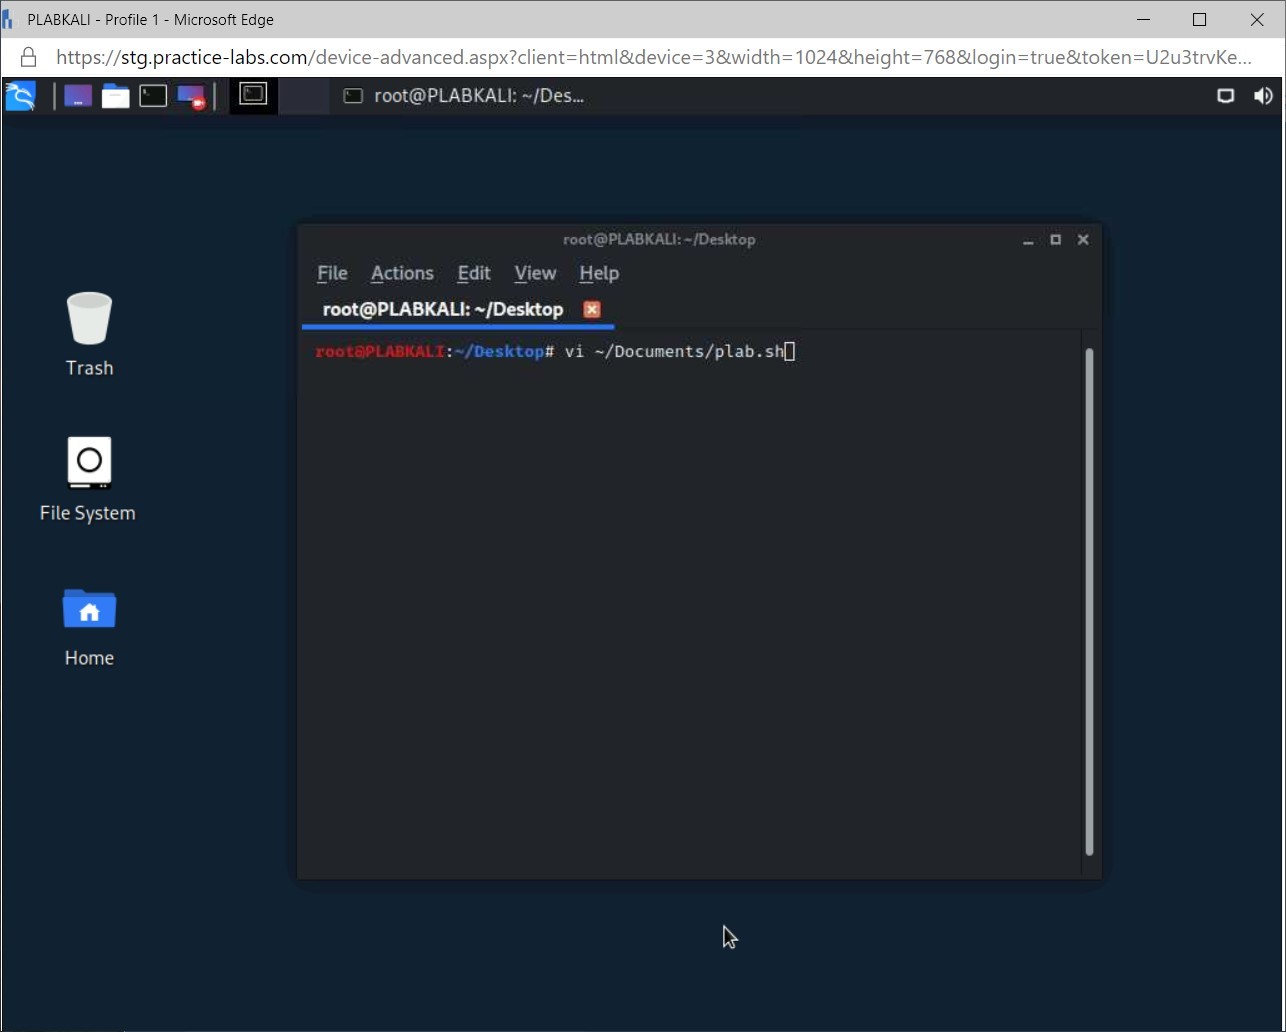 PLABKALI - Profile 1 - Microsoft Edge
https://stg.practice-labs.com/device-advanced.aspx?client=html&device=3&width=1024&height=768&login=true&token=U2u3trvKe...
root@PLABKALI: ~/Des...
root@PLABKALI:~/Desktop
File Actions Edit View Help
root@PLABKALI: ~/Desktop
root@PLABKALI:~/Desktop# vi ~/Documents/plab.sh
Trash
File System
Home